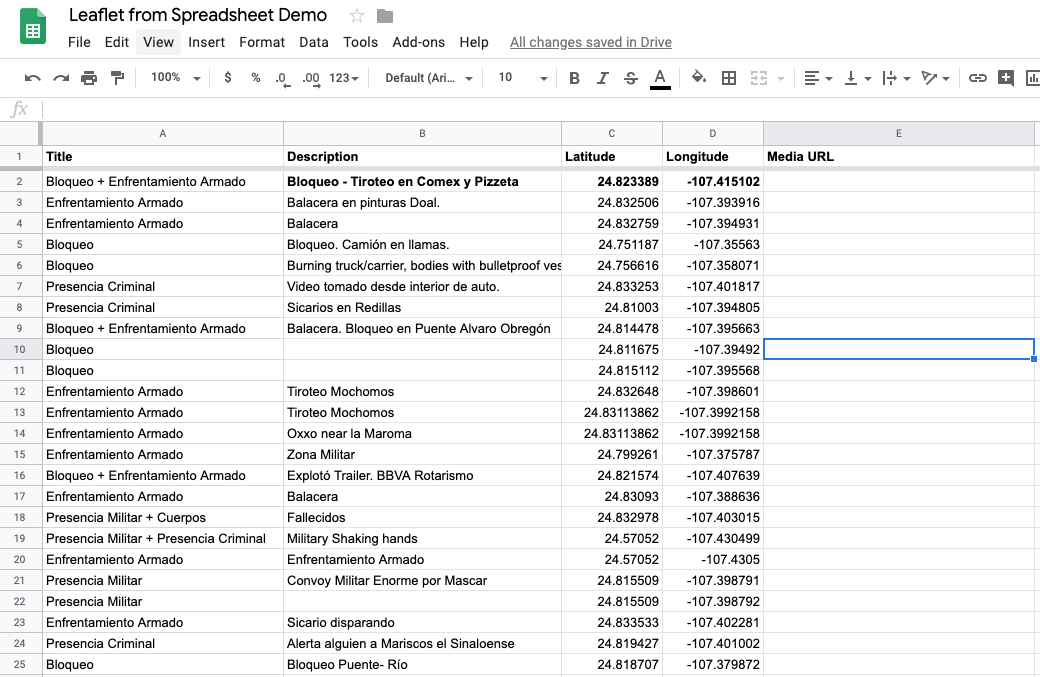 Leaflet from Spreadsheet Demo
File Edit View Insert Format Data Tools Add-ons Help All changes saved in Drive
100% $ % .0 .00 123 Default (Ari... 10 B I S A
fx
A B C D E
1 Title Description Latitude Longitude Media URL
2 Bloqueo + Enfrentamiento Armado Bloqueo - Tiroteo en Comex y Pizzeta 24.823389 -107.415102
3 Enfrentamiento Armado Balacera en pinturas Doal. 24.832506 -107.393916
4 Enfrentamiento Armado Balacera 24.832759 -107.394931
5 Bloqueo Bloqueo. Camión en llamas. 24.751187 -107.35563
6 Bloqueo Burning truck/carrier, bodies with bulletproof ves 24.756616 -107.358071
7 Presencia Criminal Video tomado desde interior de auto. 24.833253 -107.401817
8 Presencia Criminal Sicarios en Redillas 24.81003 -107.394805
9 Bloqueo + Enfrentamiento Armado Balacera. Bloqueo en Puente Alvaro Obregón 24.814478 -107.395663
10 Bloqueo 24.811675 -107.39492
11 Bloqueo 24.815112 -107.395568
12 Enfrentamiento Armado Tiroteo Mochomos 24.832648 -107.398601
13 Enfrentamiento Armado Tiroteo Mochomos 24.83113862 -107.3992158
14 Enfrentamiento Armado Oxxo near la Maroma 24.83113862 -107.3992158
15 Enfrentamiento Armado Zona Militar 24.799261 -107.375787
16 Bloqueo + Enfrentamiento Armado Explotó Trailer. BBVA Rotarismo 24.821574 -107.407639
17 Enfrentamiento Armado Balacera 24.83093 -107.388636
18 Presencia Militar + Cuerpos Fallecidos 24.832978 -107.403015
19 Presencia Militar + Presencia Criminal Military Shaking hands 24.57052 -107.430499
20 Enfrentamiento Armado Enfrentamiento Armado 24.57052 -107.4305
21 Presencia Militar Convoy Militar Enorme por Mascar 24.815509 -107.398791
22 Presencia Militar 24.815509 -107.398792
23 Enfrentamiento Armado Sicario disparando 24.833533 -107.402281
24 Presencia Criminal Alerta alguien a Mariscos el Sinaloense 24.819427 -107.401002
25 Bloqueo Bloqueo Puente- Río 24.818707 -107.379872